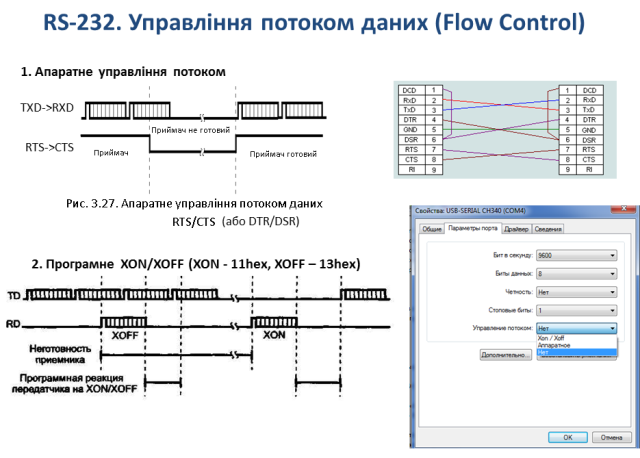 RS-232. Управління потоком даних (Flow Control)
1. Апаратне управління потоком
TXD->RXD
Приймач не готовий
RTS->CTS
Приймач
Приймач готовий
Рис. 3.27. Апаратне управління потоком даних
RTS/CTS (або DTR/DSR)
DCD 1 1 DCD
RxD 2 2 RxD
TxD 3 3 TxD
DTR 4 4 DTR
GND 5 5 GND
DSR 6 6 DSR
RTS 7 7 RTS
CTS 8 8 CTS
RI 9 9 RI
2. Програмне XON/XOFF (XON - 11hex, XOFF – 13hex)
TD
RD
XOFF
XON
Неготовность
приемника
Программная реакция
передатчика на XON/XOFF
Свойства: USB-SERIAL CH340 (COM4)
Общие Параметры порта Драйвер Сведения
Бит в секунду: 9600
Биты данных: 8
Четность: Нет
Стоповые биты: 1
Управление потоком: Нет
Xon / Xoff
Аппаратное
Нет
Дополнительно...
OK Отмена